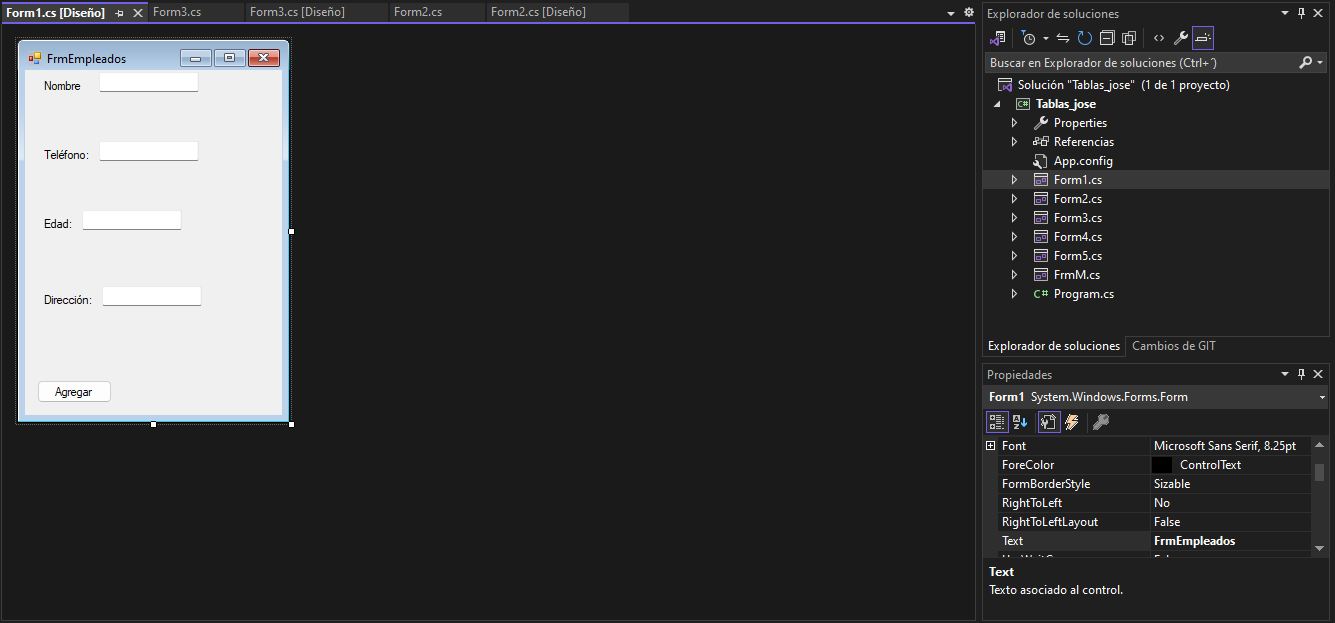 Form1.cs [Diseño]
Form3.cs
Form3.cs [Diseño]
Form2.cs
Form2.cs [Diseño]
FrmEmpleados
Nombre
Teléfono:
Edad:
Dirección:
Agregar
Explorador de soluciones
Buscar en Explorador de soluciones (Ctrl+´)
Solución "Tablas_jose" (1 de 1 proyecto)
C# Tablas_jose
Properties
Referencias
App.config
Form1.cs
Form2.cs
Form3.cs
Form4.cs
Form5.cs
FrmM.cs
C# Program.cs
Explorador de soluciones
Cambios de GIT
Propiedades
Form1 System.Windows.Forms.Form
Font Microsoft Sans Serif, 8.25pt
ForeColor ControlText
FormBorderStyle Sizable
RightToLeft No
RightToLeftLayout False
Text FrmEmpleados
Text
Texto asociado al control.